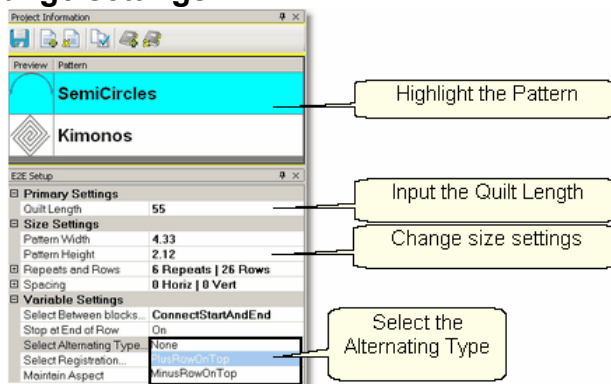 Project Information
Preview Pattern
SemiCircles
Highlight the Pattern
Kimonos
E2E Setup
Primary Settings
Quilt Length 55
Input the Quilt Length
Size Settings
Pattern Width 4.33
Change size settings
Pattern Height 2.12
Repeats and Rows 6 Repeats | 26 Rows
Spacing 0 Horiz | 0 Vert
Variable Settings
Select Between blocks... ConnectStartAndEnd
Stop at End of Row On
Select the
Alternating Type
Select Alternating Type... None
Select Registration... PlusRowOnTop
Maintain Aspect MinusRowOnTop